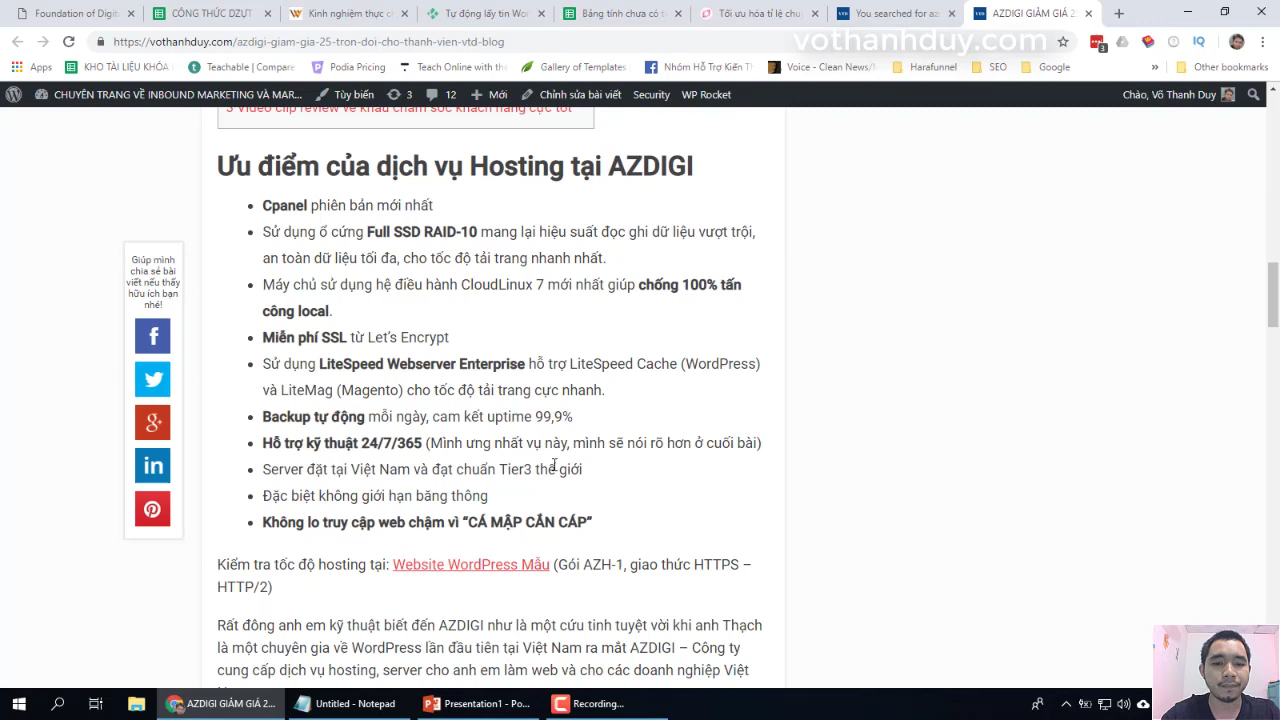 Foundation of Digit
CÔNG THỨC DZỰT
Kinh nghiệm thực c
Tự động lấy tin Wor
Bảng tính chưa có t
Tối ưu hóa tỉ lệ chu
You searched for az
AZDIGI GIẢM GIÁ 2
https://vothanhduy.com/azdigi-giam-gia-25-tron-doi-cho-thanh-vien-vtd-blog
vothanhduy.com
3
IQ
Apps
KHO TÀI LIỆU KHÓA
Teachable | Compare
Podia Pricing
Teach Online with the
Gallery of Templates
Nhóm Hỗ Trợ Kiến Th
Voice - Clean News/
Harafunnel
SEO
Google
»
Other bookmarks
CHUYÊN TRANG VỀ INBOUND MARKETING VÀ MAR...
Tùy biến
3
12
Mới
Chỉnh sửa bài viết
Security
WP Rocket
Chào, Võ Thanh Duy
3 Video clip review về khâu chăm sóc khách hàng cực tốt
Ưu điểm của dịch vụ Hosting tại AZDIGI
Cpanel phiên bản mới nhất
Sử dụng ổ cứng Full SSD RAID-10 mang lại hiệu suất đọc ghi dữ liệu vượt trội,
an toàn dữ liệu tối đa, cho tốc độ tải trang nhanh nhất.
Máy chủ sử dụng hệ điều hành CloudLinux 7 mới nhất giúp chống 100% tấn
công local.
Miễn phí SSL từ Let's Encrypt
Sử dụng LiteSpeed Webserver Enterprise hỗ trợ LiteSpeed Cache (WordPress)
và LiteMag (Magento) cho tốc độ tải trang cực nhanh.
Backup tự động mỗi ngày, cam kết uptime 99,9%
Hỗ trợ kỹ thuật 24/7/365 (Mình ưng nhất vụ này, mình sẽ nói rõ hơn ở cuối bài)
Server đặt tại Việt Nam và đạt chuẩn Tier3 thế giới
Đặc biệt không giới hạn băng thông
Không lo truy cập web chậm vì “CÁ MẬP CẮN CÁP”
Giúp mình
chia sẻ bài
viết nếu thấy
hữu ích bạn
nhé!
Kiểm tra tốc độ hosting tại: Website WordPress Mẫu (Gói AZH-1, giao thức HTTPS –
HTTP/2)
Rất đông anh em kỹ thuật biết đến AZDIGI như là một cứu tinh tuyệt vời khi anh Thạch
là một chuyên gia về WordPress lần đầu tiên tại Việt Nam ra mắt AZDIGI – Công ty
cung cấp dịch vụ hosting, server cho anh em làm web và cho các doanh nghiệp Việt
AZDIGI GIẢM GIÁ 2...
Untitled - Notepad
Presentation1 - Po...
Recording...